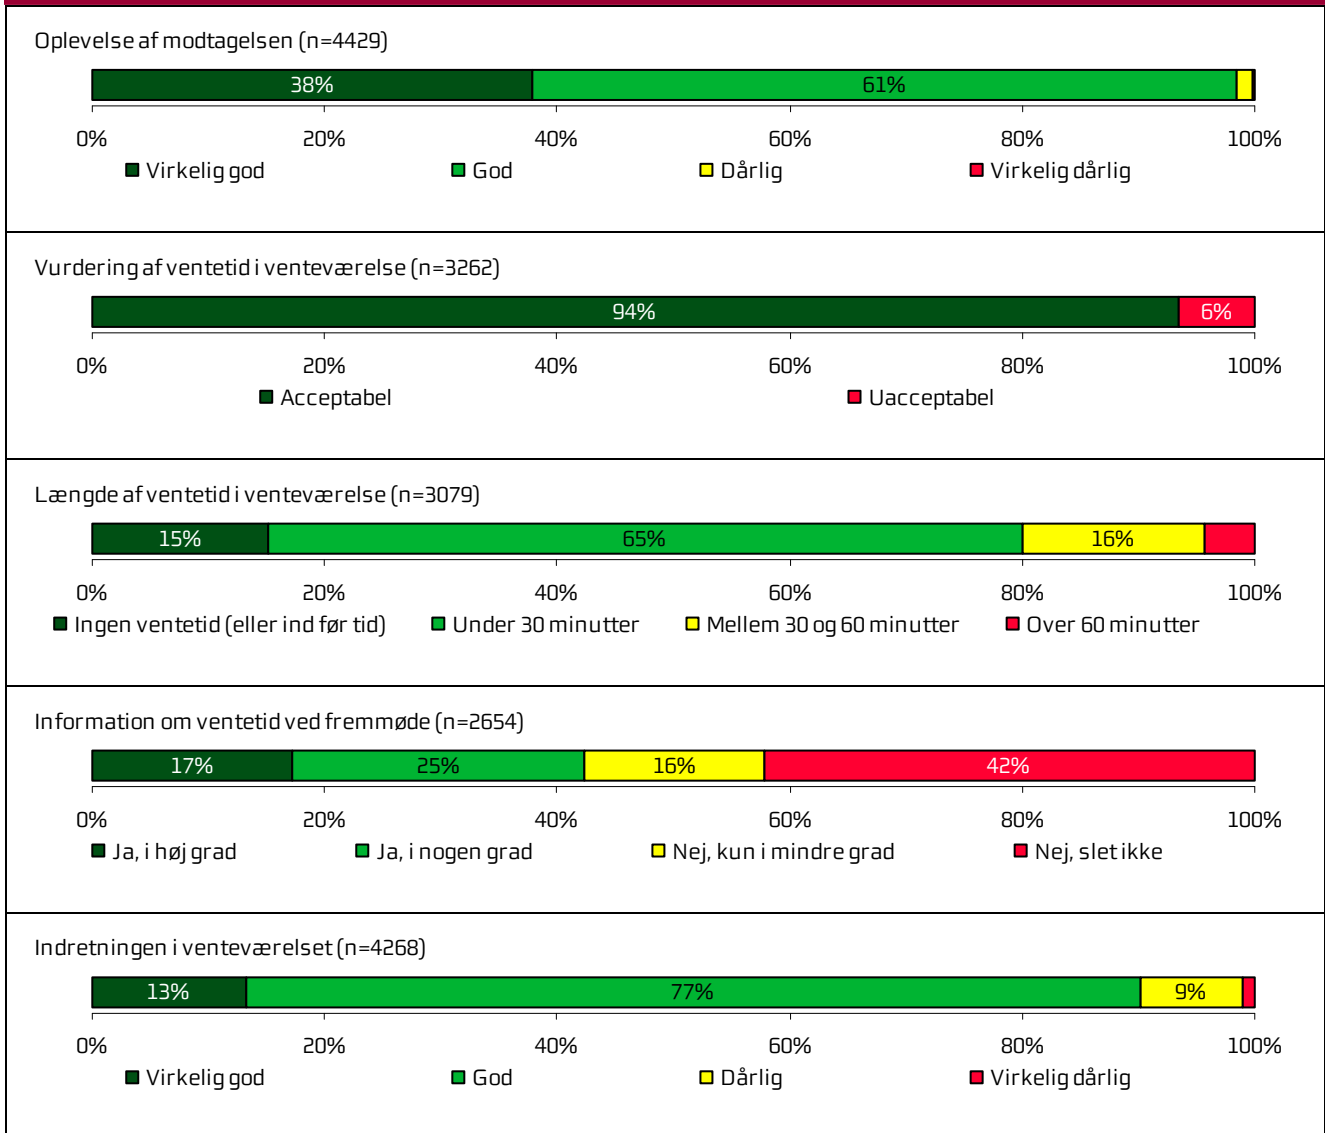 Oplevelse af modtagelsen (n=4429)
38% 61%
0% 20% 40% 60% 80% 100%
Virkelig god God Dårlig Virkelig dårlig
Vurdering af ventetid i venteværelse (n=3262)
94% 6%
0% 20% 40% 60% 80% 100%
Acceptabel Uacceptabel
Længde af ventetid i venteværelse (n=3079)
15% 65% 16%
0% 20% 40% 60% 80% 100%
Ingen ventetid (eller ind før tid) Under 30 minutter Mellem 30 og 60 minutter Over 60 minutter
Information om ventetid ved fremmøde (n=2654)
17% 25% 16% 42%
0% 20% 40% 60% 80% 100%
Ja, i høj grad Ja, i nogen grad Nej, kun i mindre grad Nej, slet ikke
Indretningen i venteværelset (n=4268)
13% 77% 9%
0% 20% 40% 60% 80% 100%
Virkelig god God Dårlig Virkelig dårlig